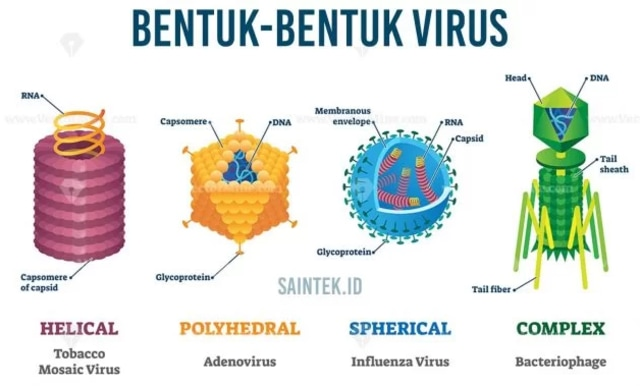 BENTUK-BENTUK VIRUS
RNA
Capsomere
of capsid
HELICAL
Tobacco
Mosaic Virus
Capsomere
DNA
Glycoprotein
POLYHEDRAL
Adenovirus
Membranous
envelope
RNA
Capsid
Glycoprotein
SPHERICAL
Influenza Virus
Head
DNA
Tail
sheath
Tail fiber
COMPLEX
Bacteriophage
SAINTEK.ID